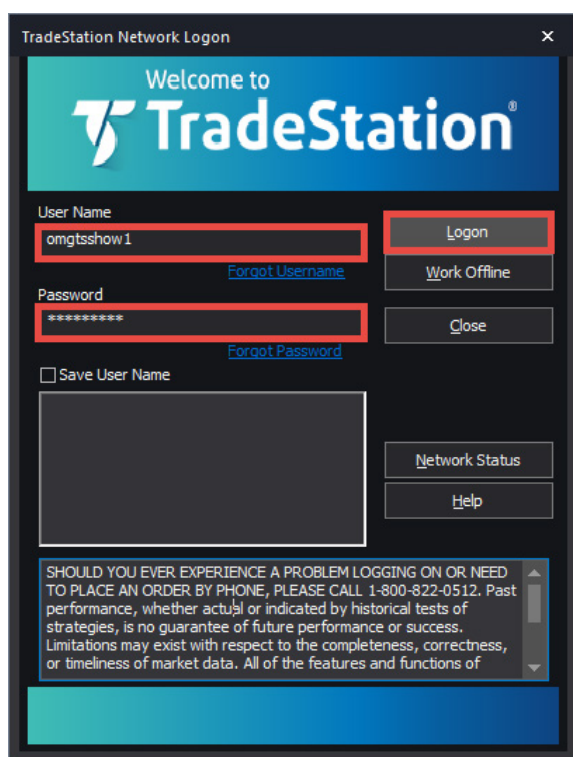 TradeStation Network Logon
Welcome to
TradeStation®
User Name
omgtsshow1
Logon
Forgot Username
Work Offline
Password
*********
Close
Forgot Password
Save User Name
Network Status
Help
SHOULD YOU EVER EXPERIENCE A PROBLEM LOGGING ON OR NEED
TO PLACE AN ORDER BY PHONE, PLEASE CALL 1-800-822-0512. Past
performance, whether actual or indicated by historical tests of
strategies, is no guarantee of future performance or success.
Limitations may exist with respect to the completeness, correctness,
or timeliness of market data. All of the features and functions of